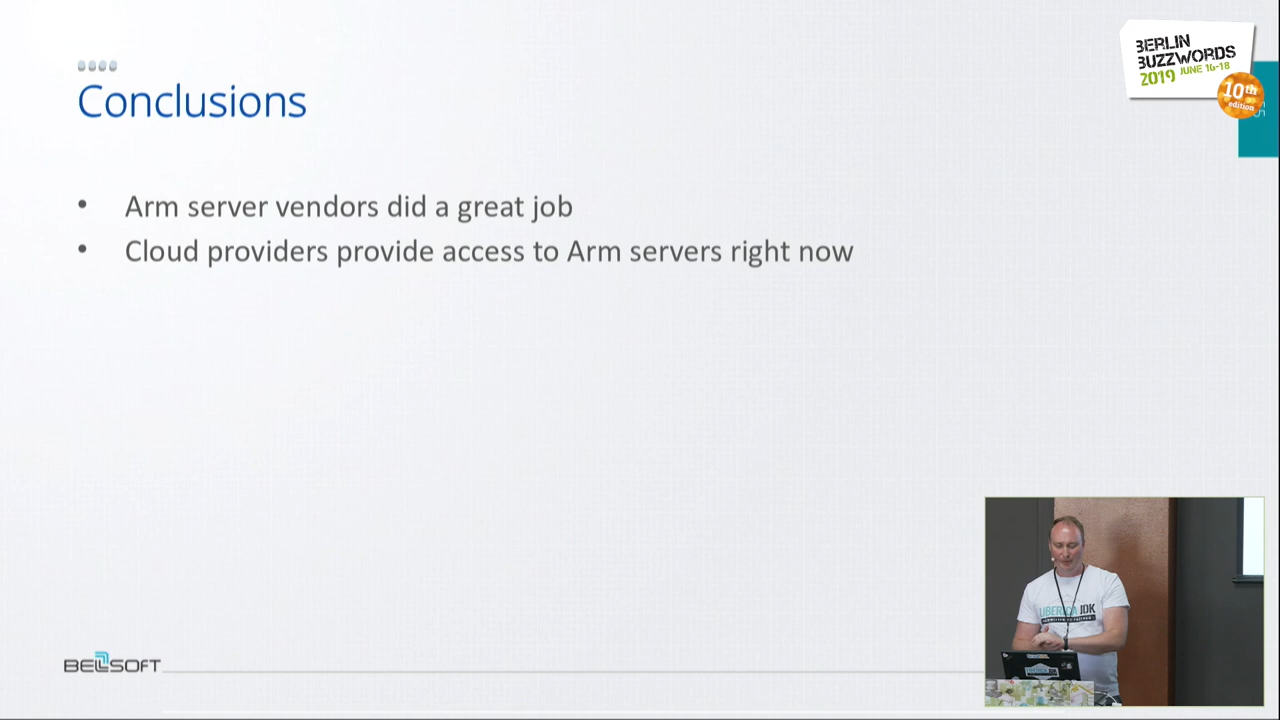 BERLIN
BUZZWORDS
2019 JUNE 16-18
10th
edition
Conclusions
• Arm server vendors did a great job
• Cloud providers provide access to Arm servers right now
LIBERICA JDK
BELLSOFT